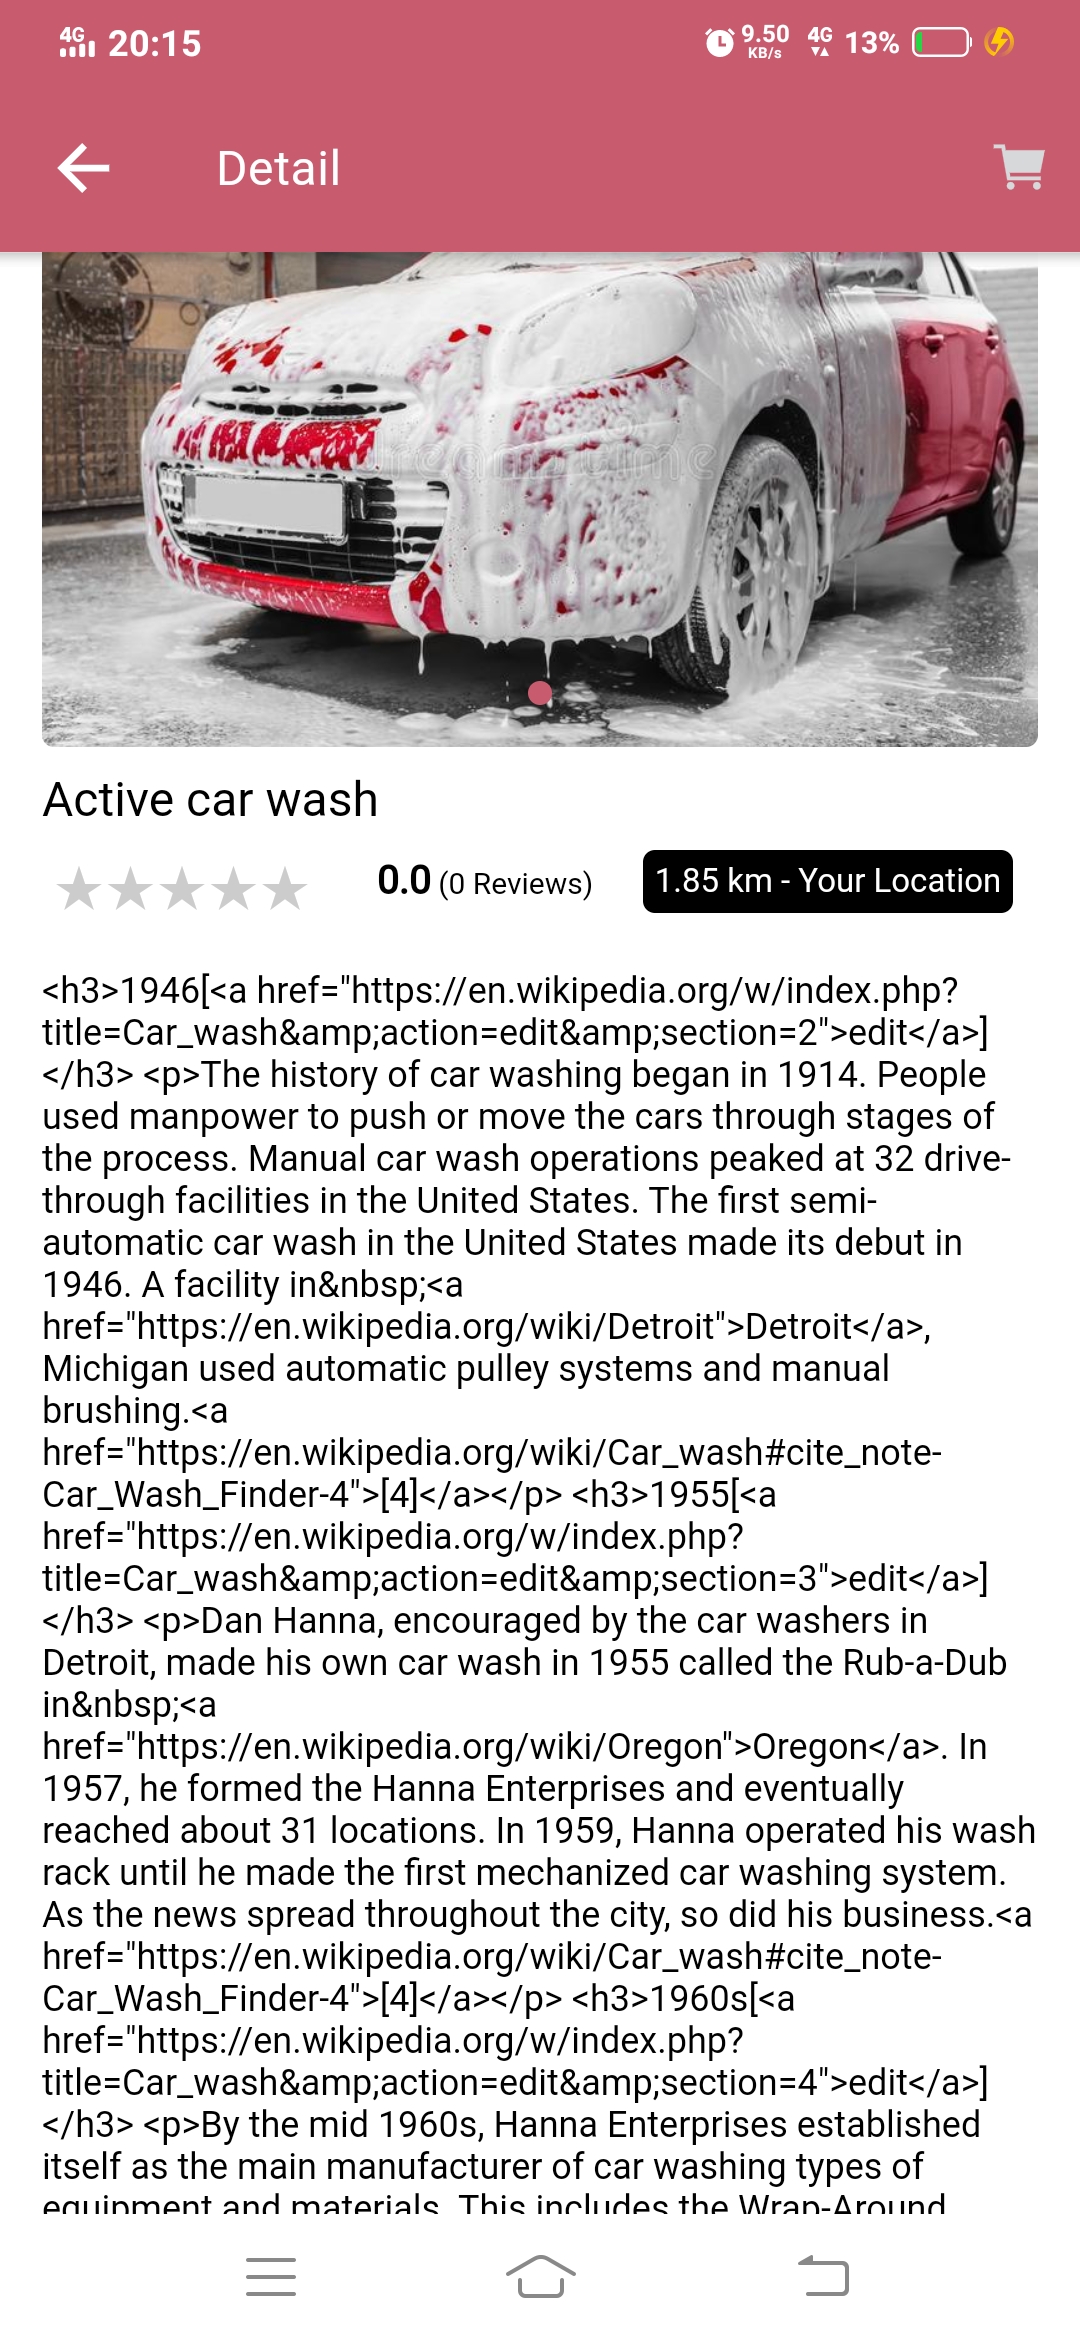 4G 20:15 9.50 KB/s 4G 13%
Detail
dreamstime
Active car wash
0.0 (0 Reviews) 1.85 km - Your Location
<h3>1946[<a href="https://en.wikipedia.org/w/index.php?
title=Car_wash&amp;action=edit&amp;section=2">edit</a>]
</h3> <p>The history of car washing began in 1914. People
used manpower to push or move the cars through stages of
the process. Manual car wash operations peaked at 32 drive-
through facilities in the United States. The first semi-
automatic car wash in the United States made its debut in
1946. A facility in&nbsp;<a
href="https://en.wikipedia.org/wiki/Detroit">Detroit</a>,
Michigan used automatic pulley systems and manual
brushing.<a
href="https://en.wikipedia.org/wiki/Car_wash#cite_note-
Car_Wash_Finder-4">[4]</a></p> <h3>1955[<a
href="https://en.wikipedia.org/w/index.php?
title=Car_wash&amp;action=edit&amp;section=3">edit</a>]
</h3> <p>Dan Hanna, encouraged by the car washers in
Detroit, made his own car wash in 1955 called the Rub-a-Dub
in&nbsp;<a
href="https://en.wikipedia.org/wiki/Oregon">Oregon</a>. In
1957, he formed the Hanna Enterprises and eventually
reached about 31 locations. In 1959, Hanna operated his wash
rack until he made the first mechanized car washing system.
As the news spread throughout the city, so did his business.<a
href="https://en.wikipedia.org/wiki/Car_wash#cite_note-
Car_Wash_Finder-4">[4]</a></p> <h3>1960s[<a
href="https://en.wikipedia.org/w/index.php?
title=Car_wash&amp;action=edit&amp;section=4">edit</a>]
</h3> <p>By the mid 1960s, Hanna Enterprises established
itself as the main manufacturer of car washing types of
equipment and materials. This includes the Wrap-Around